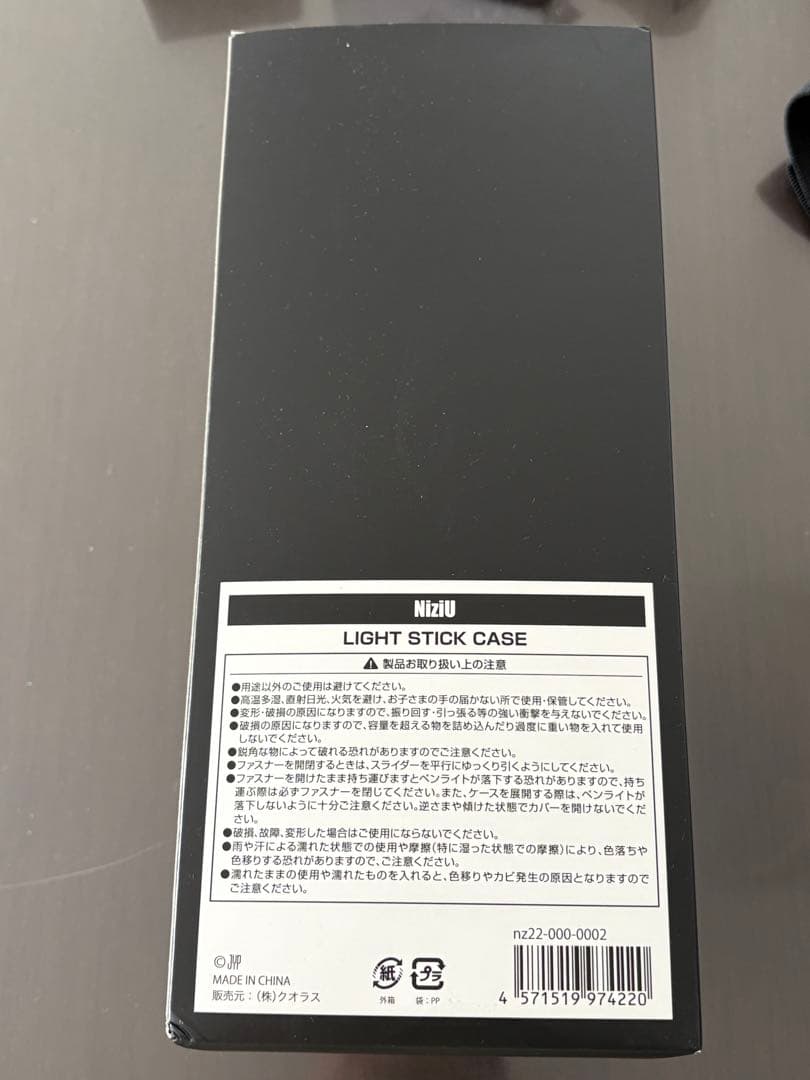 NiziU
LIGHT STICK CASE
⚠ 製品お取り扱い上の注意
●用途以外のご使用は避けてください。
●高温多湿、直射日光、火気を避け、お子さまの手の届かない所で使用・保管してください。
●変形・破損の原因になりますので、振り回す・引っ張る等の強い衝撃を与えないでください。
●破損の原因になりますので、容量を超える物を詰め込んだり過度に重い物を入れて使用
しないでください。
●鋭角な物によって破れる恐れがありますのでご注意ください。
●ファスナーを開閉するときは、スライダーを平行にゆっくり引くようにしてください。
●ファスナーを開けたまま持ち運びますとペンライトが落下する恐れがありますので、持ち
運ぶ際は必ずファスナーを閉じてください。また、ケースを展開する際は、ペンライトが
落下しないように十分ご注意ください。逆さまや傾けた状態でカバーを開けないでくだ
さい。
●破損、故障、変形した場合はご使用にならないでください。
●雨や汗による濡れた状態での使用や摩擦(特に湿った状態での摩擦)により、色落ちや
色移りする恐れがありますので、ご注意ください。
●濡れたままの使用や濡れたものを入れると、色移りやカビ発生の原因となりますので
ご注意ください。
nz22-000-0002
©JYP
MADE IN CHINA
販売元:(株)クオラス
紙
外箱
プラ
袋:PP
4 571519 974220